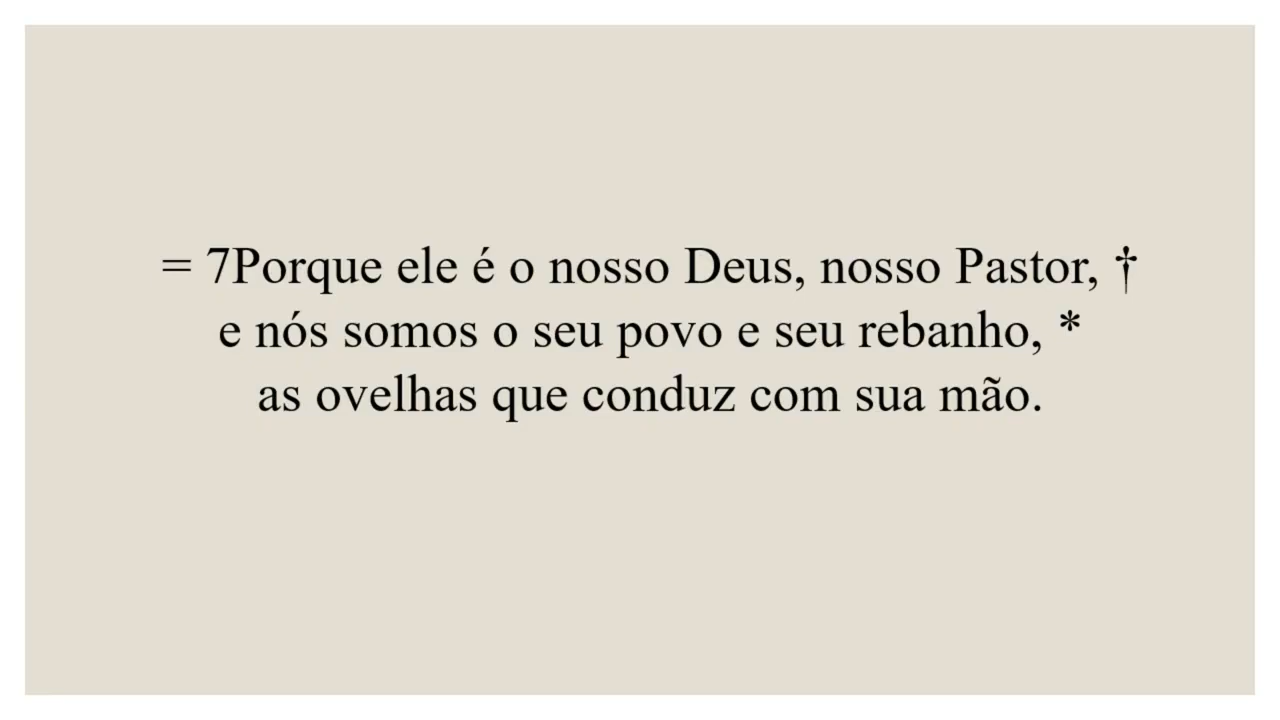 = 7Porque ele é o nosso Deus, nosso Pastor, †
e nós somos o seu povo e seu rebanho, *
as ovelhas que conduz com sua mão.